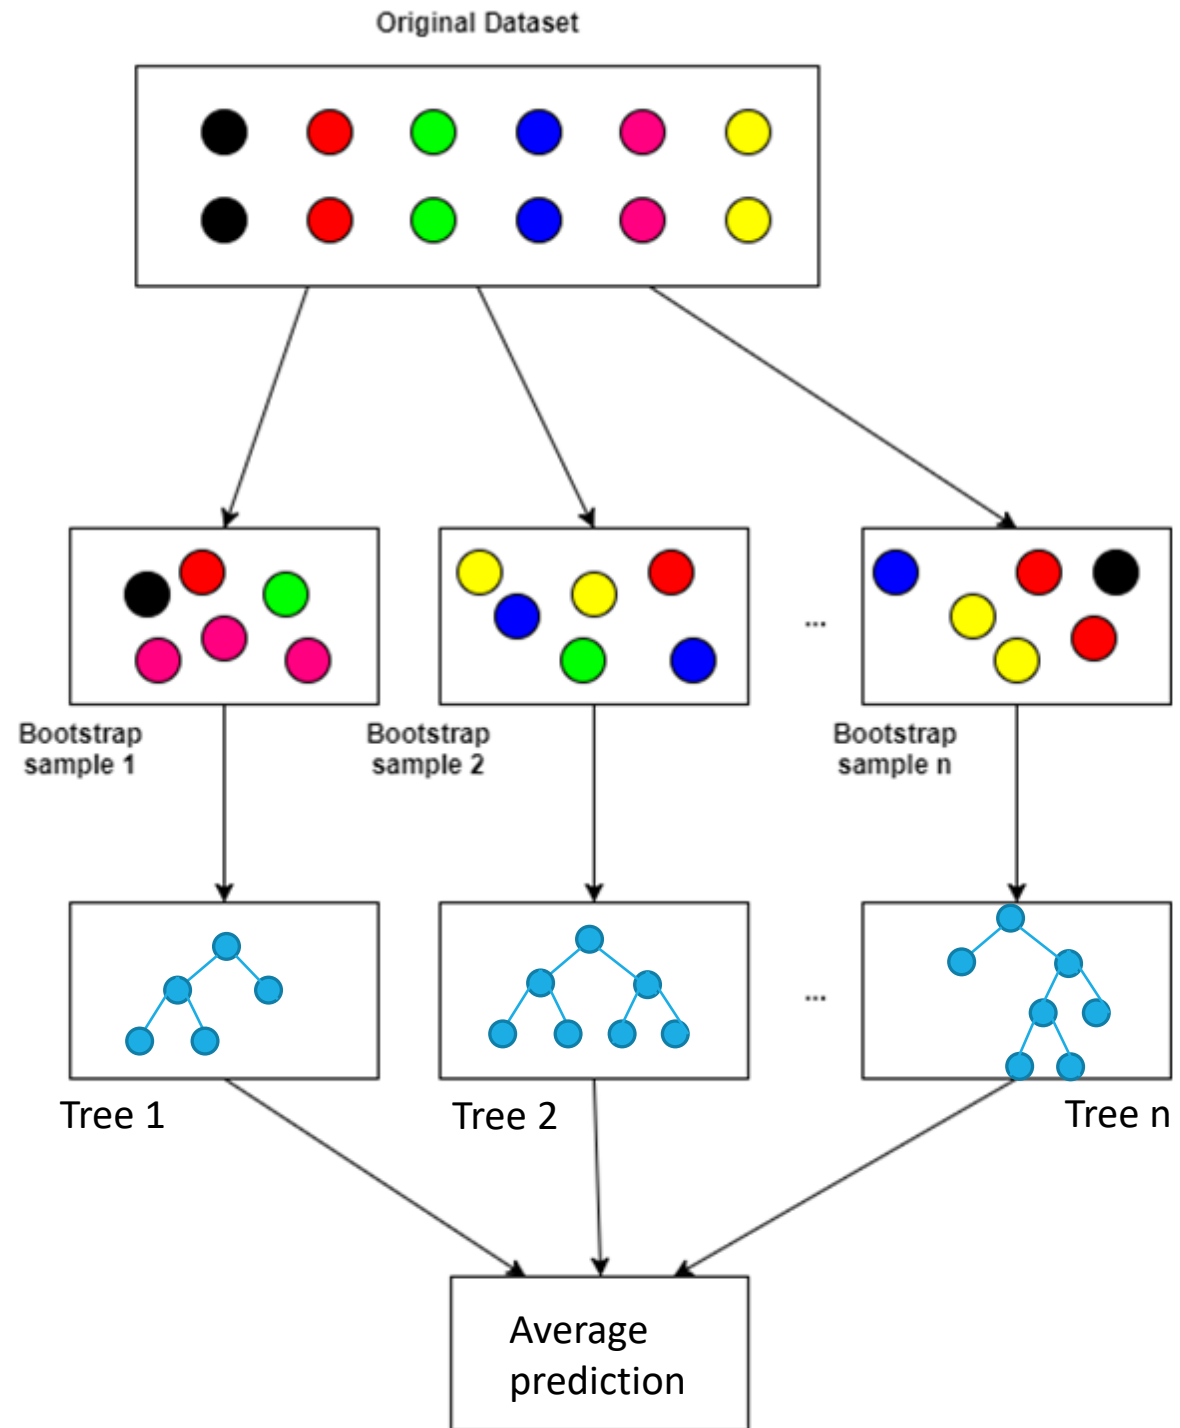 Original Dataset
...
Bootstrap
sample 1
Bootstrap
sample 2
Bootstrap
sample n
...
Tree 1
Tree 2
Tree n
Average
prediction